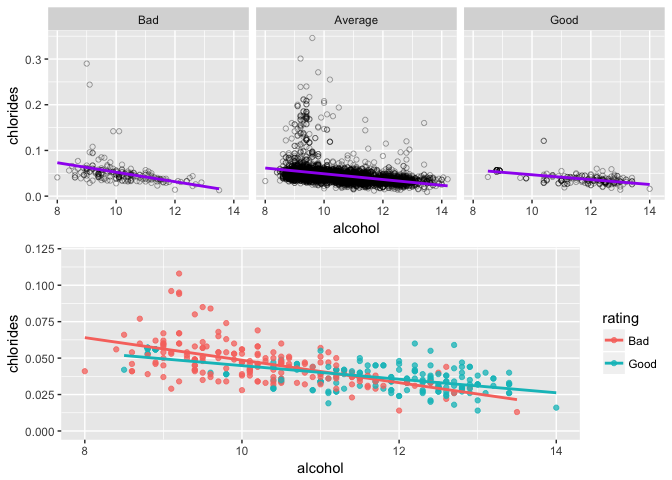 Bad Average Good
chlorides
0.3
0.2
0.1
0.0
8 10 12 14 8 10 12 14 8 10 12 14
alcohol
chlorides
0.125
0.100
0.075
0.050
0.025
0.000
8 10 12 14
alcohol
rating
Bad
Good